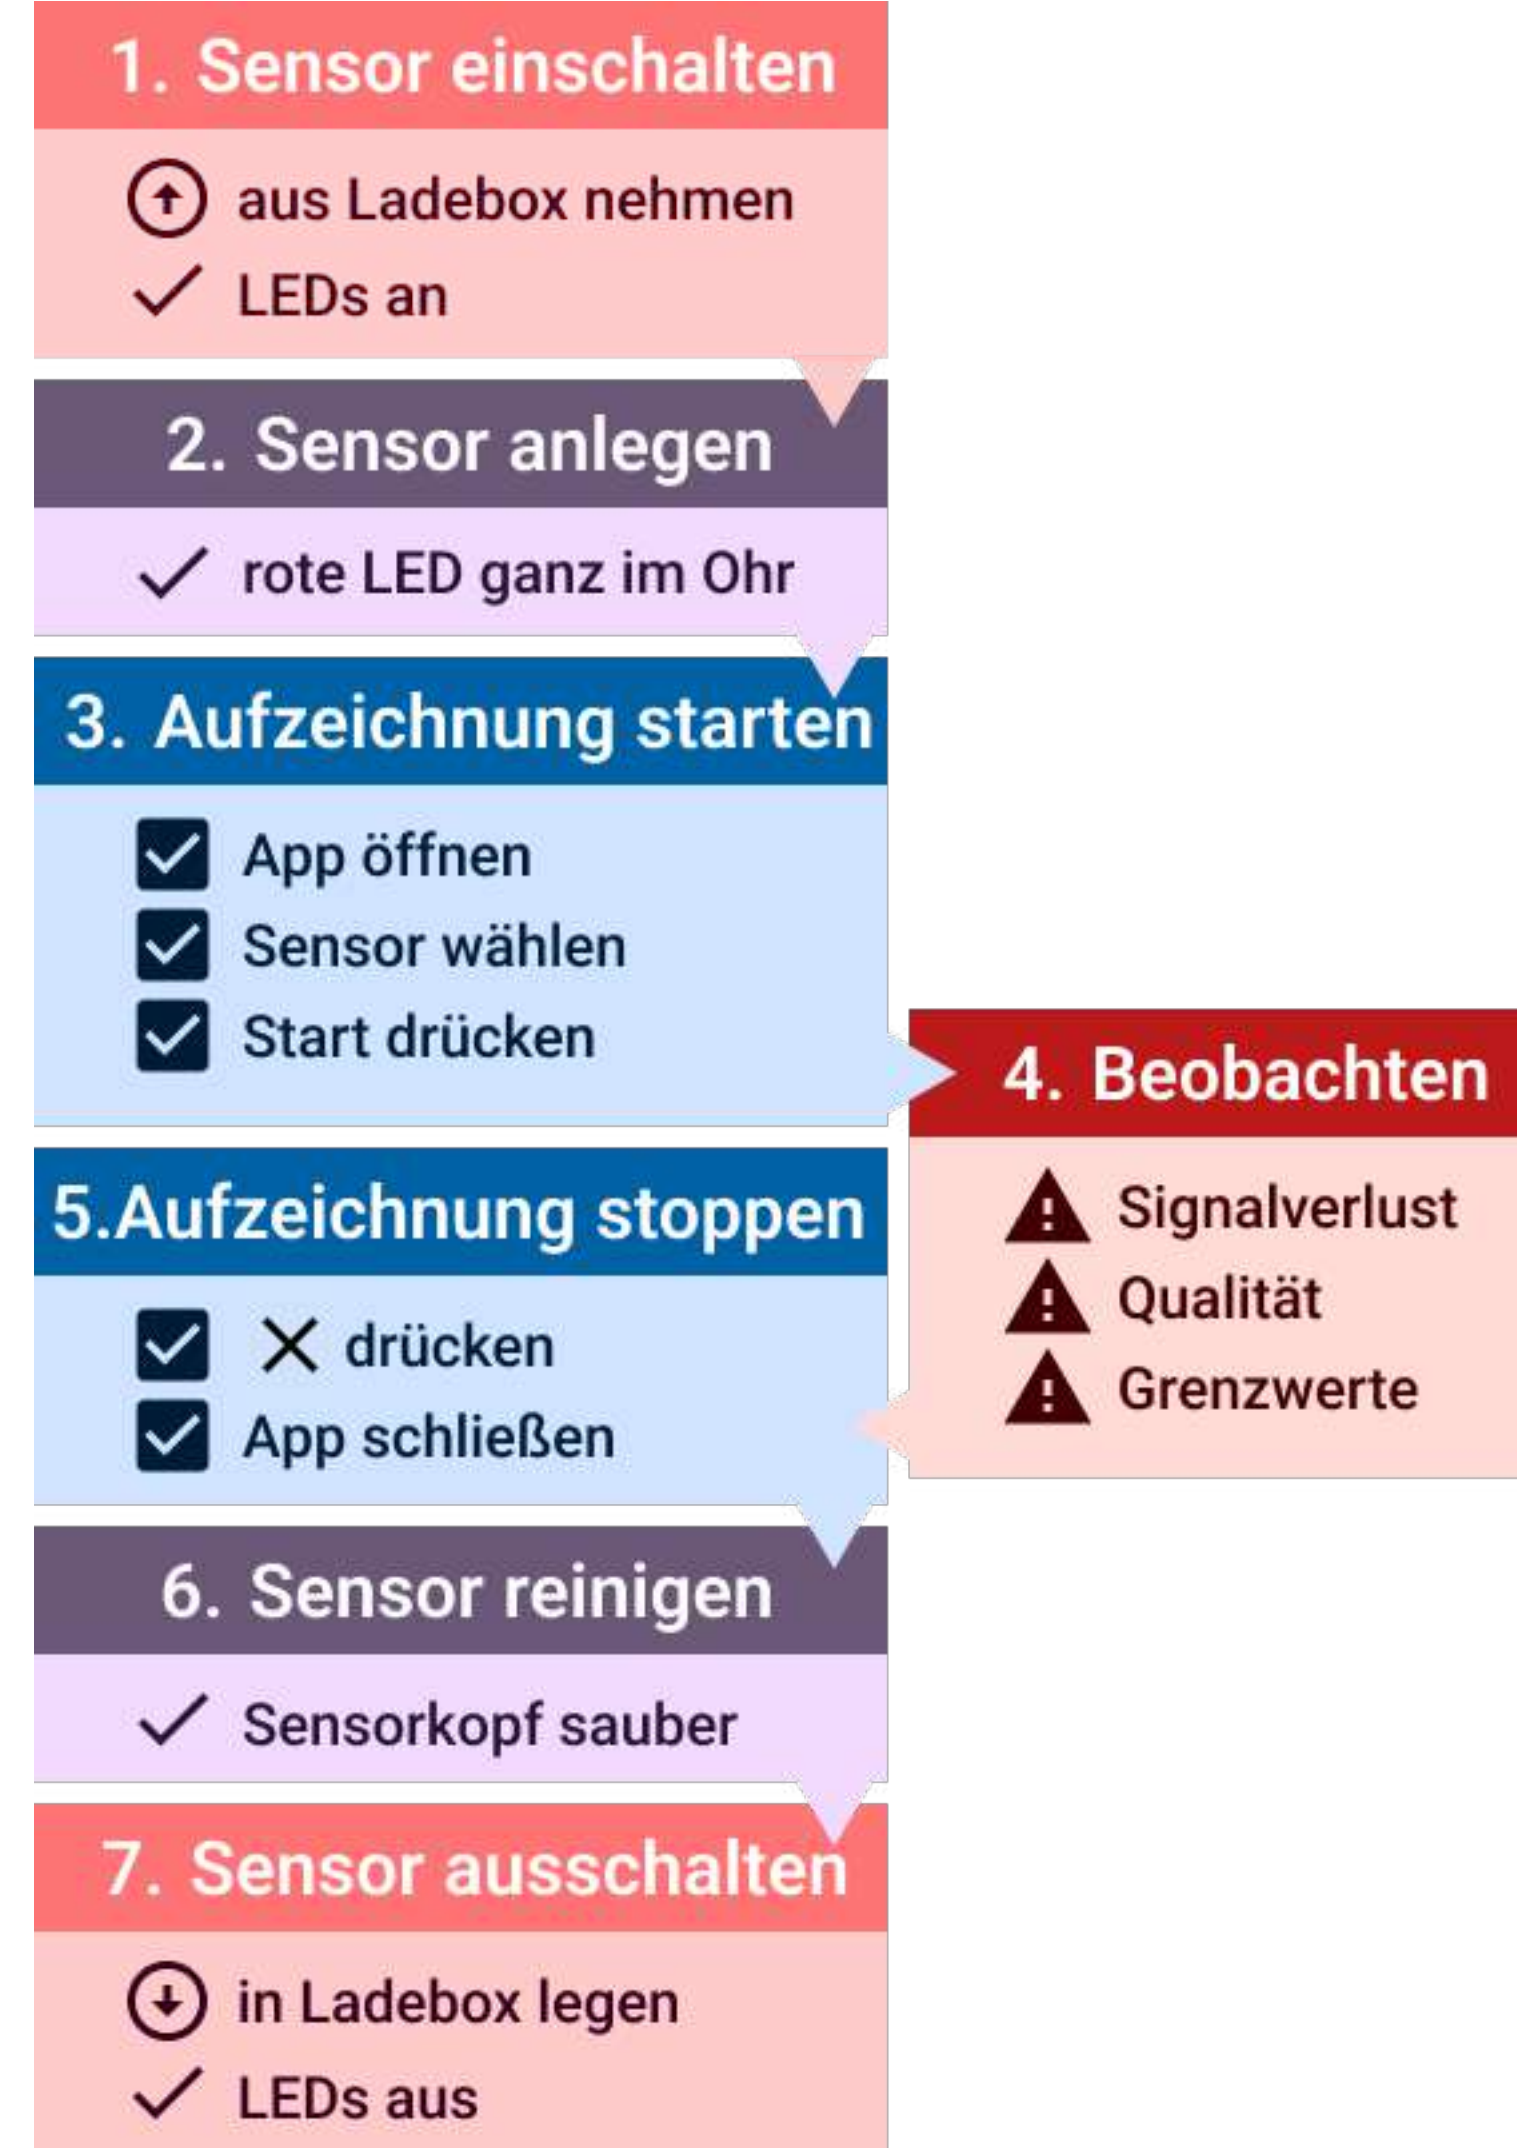 1. Sensor einschalten
aus Ladebox nehmen
LEDs an
2. Sensor anlegen
rote LED ganz im Ohr
3. Aufzeichnung starten
App öffnen
Sensor wählen
Start drücken
4. Beobachten
Signalverlust
Qualität
Grenzwerte
5.Aufzeichnung stoppen
drücken
App schließen
6. Sensor reinigen
Sensorkopf sauber
7. Sensor ausschalten
in Ladebox legen
LEDs aus